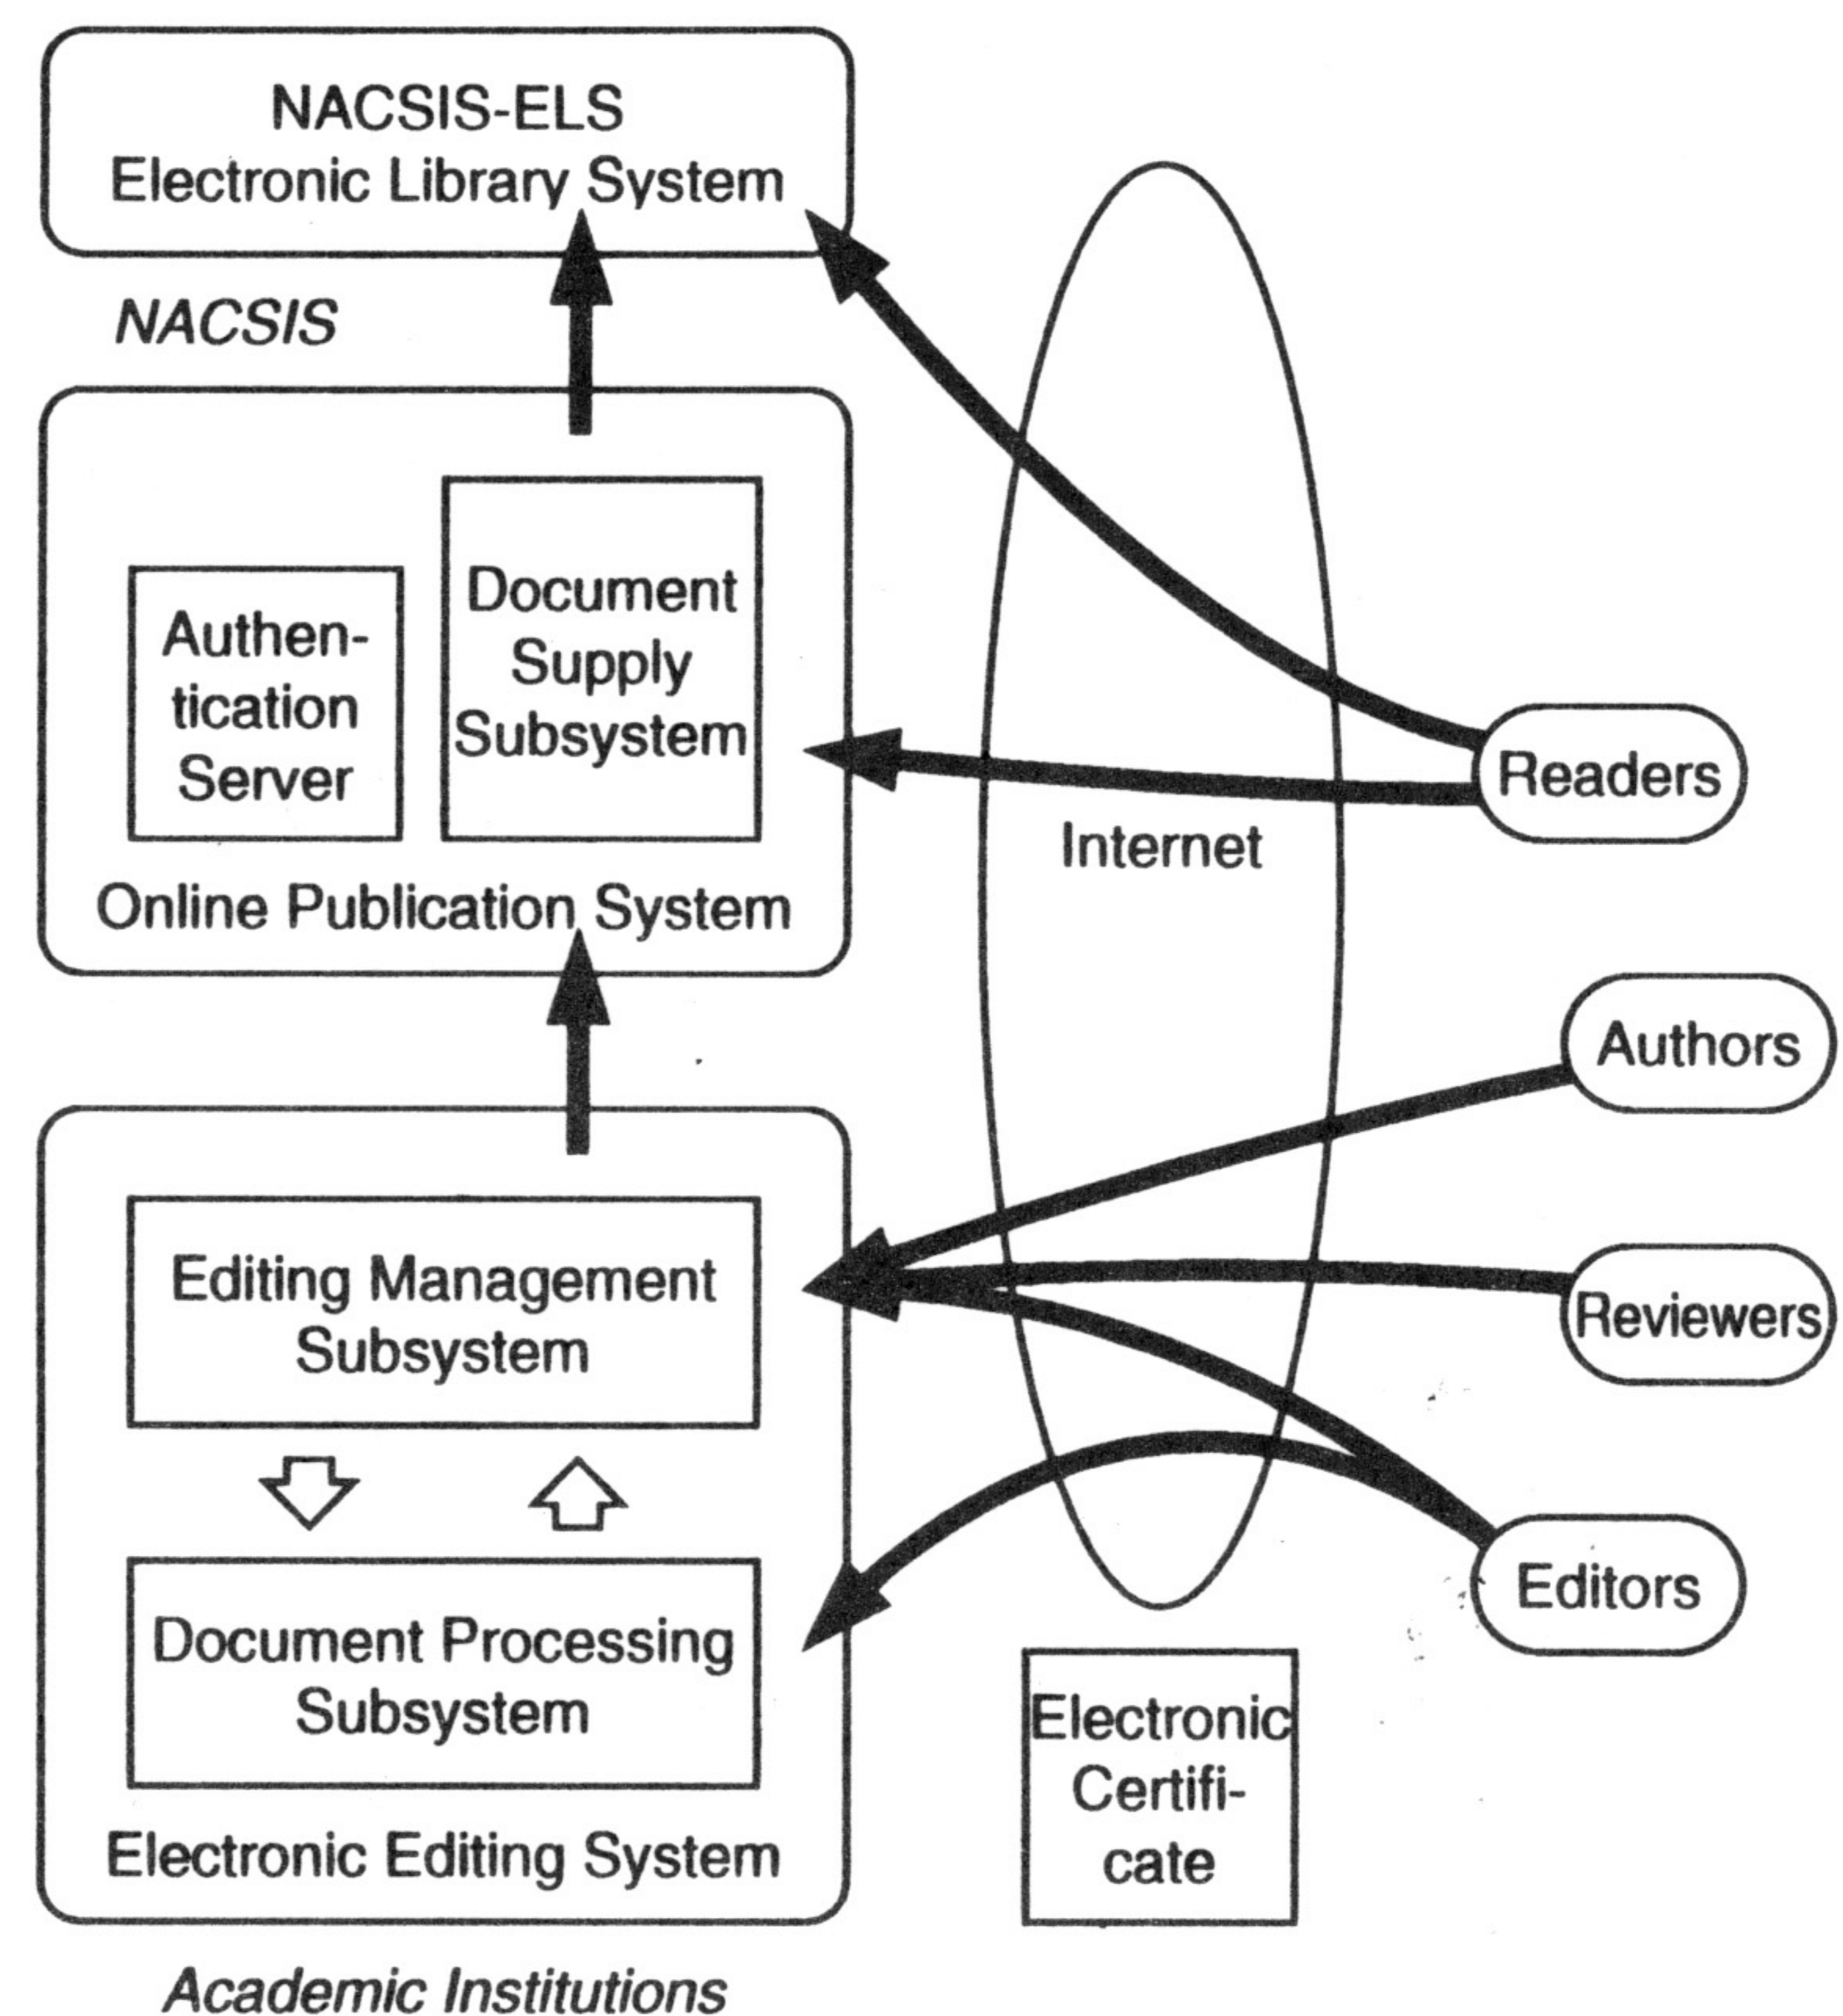 NACSIS-ELS
Electronic Library System
NACSIS
Authen-
tication
Server
Document
Supply
Subsystem
Online Publication System
Internet
Readers
Authors
Reviewers
Editors
Editing Management
Subsystem
Document Processing
Subsystem
Electronic Editing System
Electronic
Certifi-
cate
Academic Institutions